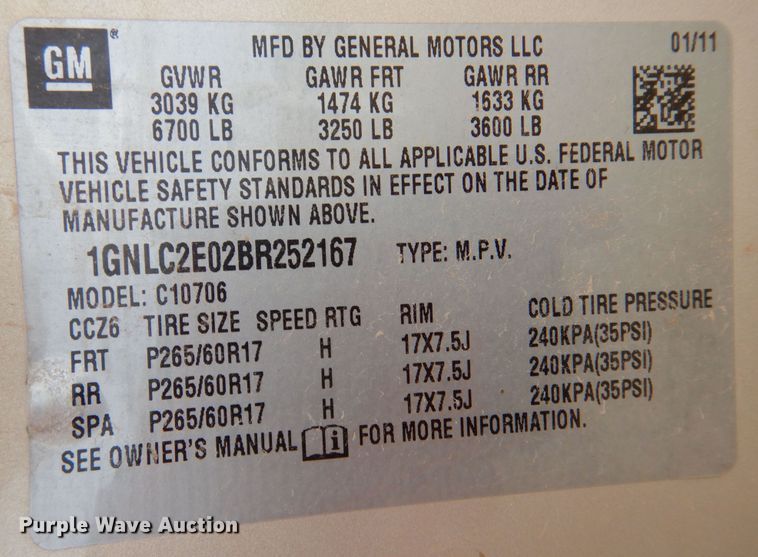 GM®
MFD BY GENERAL MOTORS LLC 01/11
GVWR GAWR FRT GAWR RR
3039 KG 1474 KG 1633 KG
6700 LB 3250 LB 3600 LB
THIS VEHICLE CONFORMS TO ALL APPLICABLE U.S. FEDERAL MOTOR
VEHICLE SAFETY STANDARDS IN EFFECT ON THE DATE OF
MANUFACTURE SHOWN ABOVE.
1GNLC2E02BR252167 TYPE: M.P.V.
MODEL: C10706
CCZ6 TIRE SIZE SPEED RTG RIM COLD TIRE PRESSURE
FRT P265/60R17 H 17X7.5J 240KPA(35PSI)
RR P265/60R17 H 17X7.5J 240KPA(35PSI)
SPA P265/60R17 H 17X7.5J 240KPA(35PSI)
SEE OWNER'S MANUAL i FOR MORE INFORMATION.
Purple Wave Auction